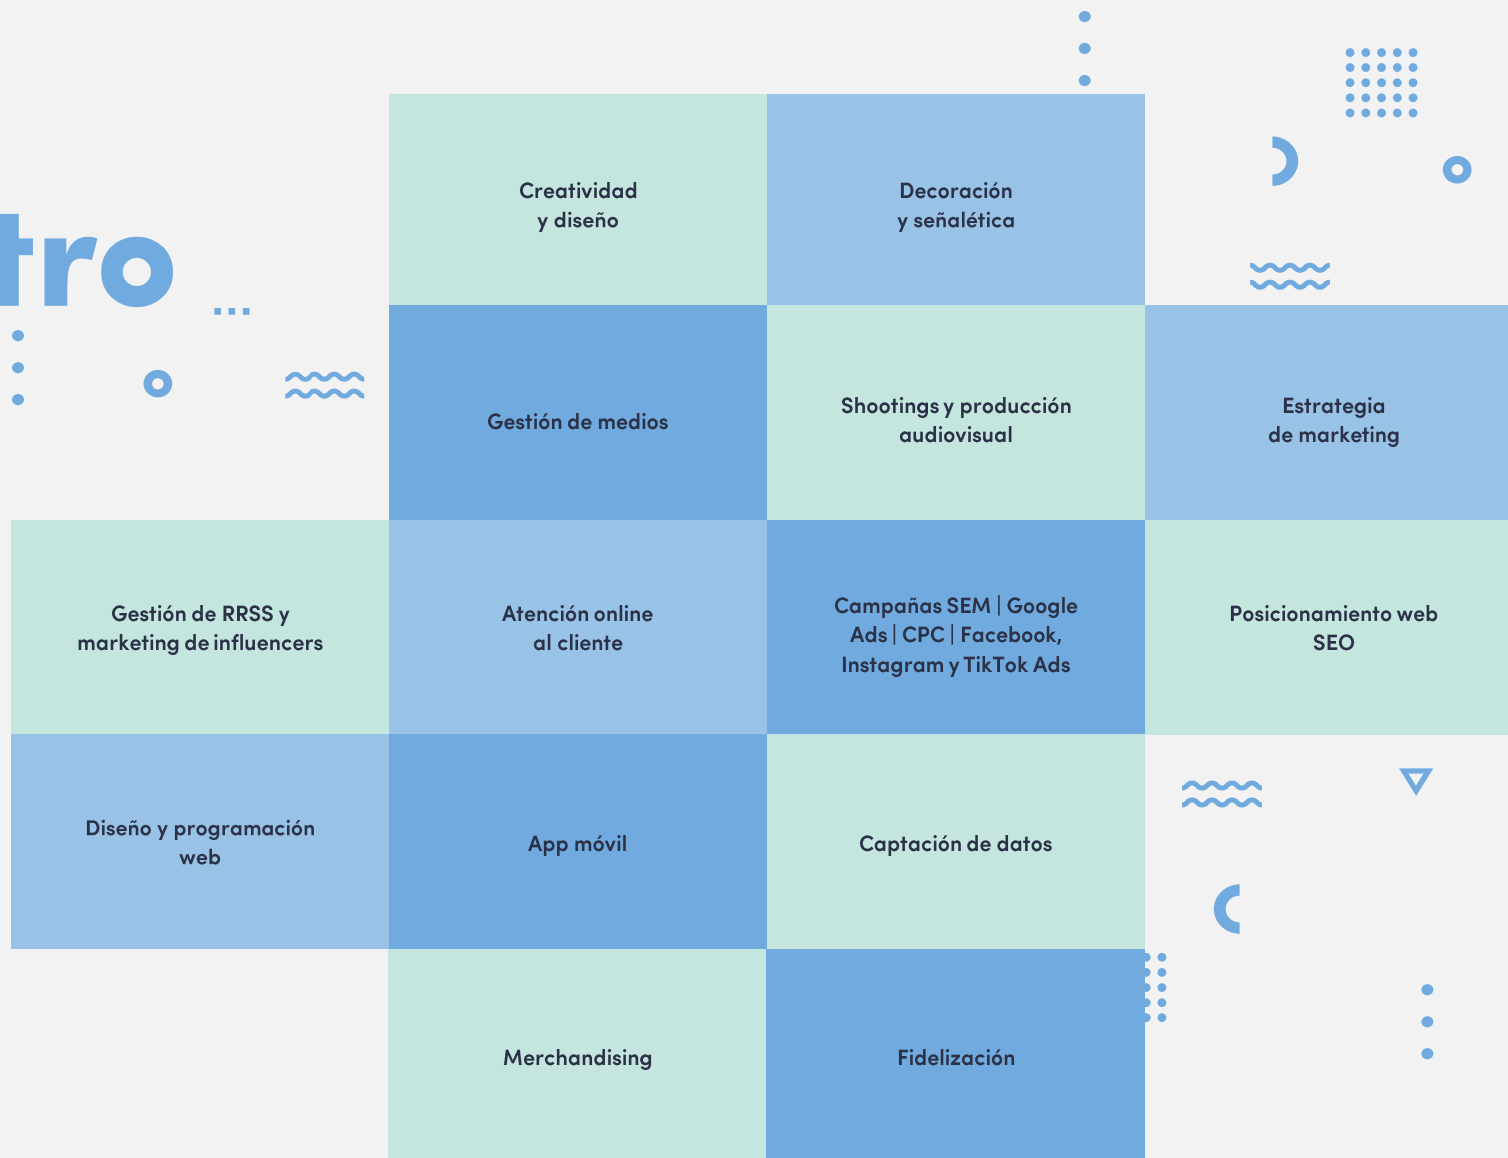 Creatividad
y diseño
Decoración
y señalética
tro ...
Gestión de medios
Shootings y producción
audiovisual
Estrategia
de marketing
Gestión de RRSS y
marketing de influencers
Atención online
al cliente
Campañas SEM | Google
Ads | CPC | Facebook,
Instagram y TikTok Ads
Posicionamiento web
SEO
Diseño y programación
web
App móvil
Captación de datos
Merchandising
Fidelización